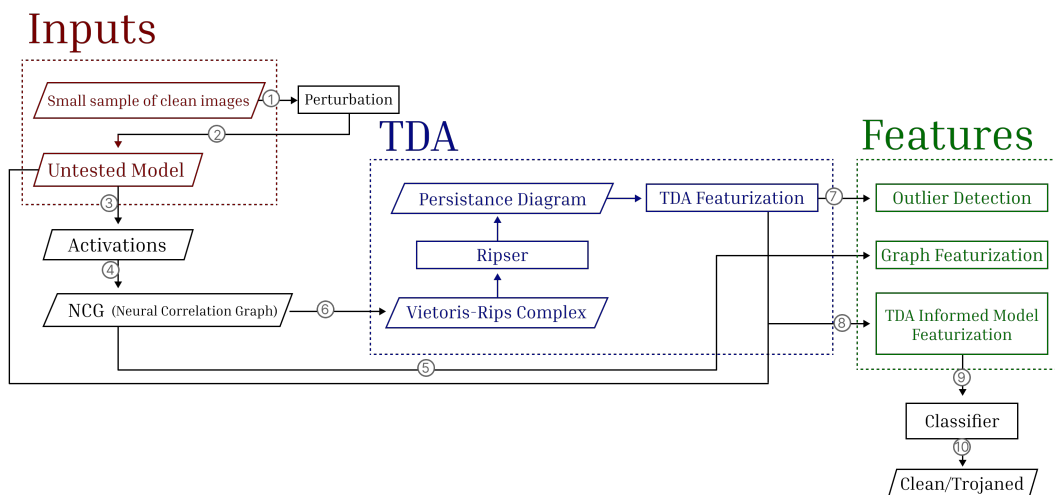 Inputs
Small sample of clean images
1
Perturbation
2
TDA
Features
Untested Model
3
Persistance Diagram
TDA Featurization
7
Outlier Detection
Activations
4
Ripser
Graph Featurization
NCG (Neural Correlation Graph)
6
Vietoris-Rips Complex
8
TDA Informed Model
Featurization
5
9
Classifier
10
Clean/Trojaned